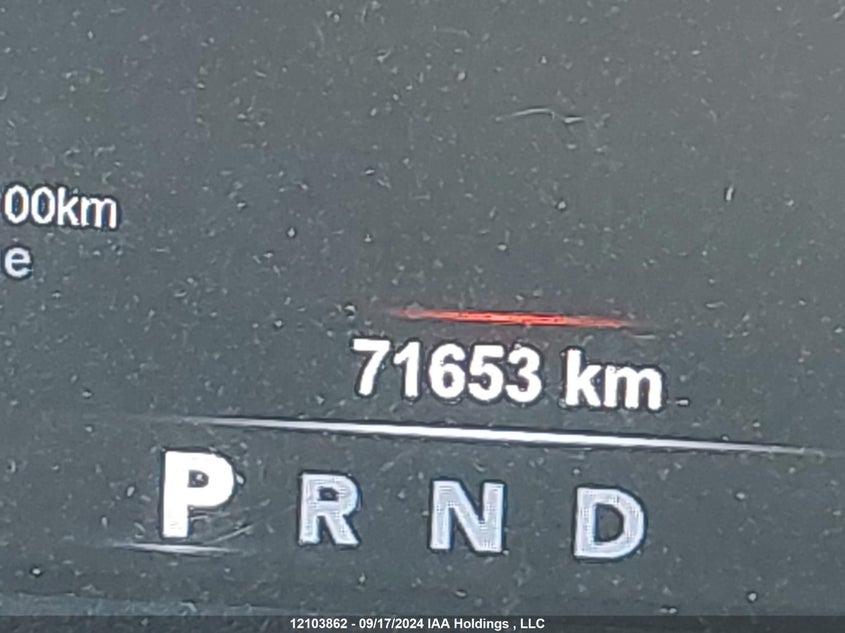 00km
e
71653 km
P R N D
12103862 - 09/17/2024 IAA Holdings , LLC